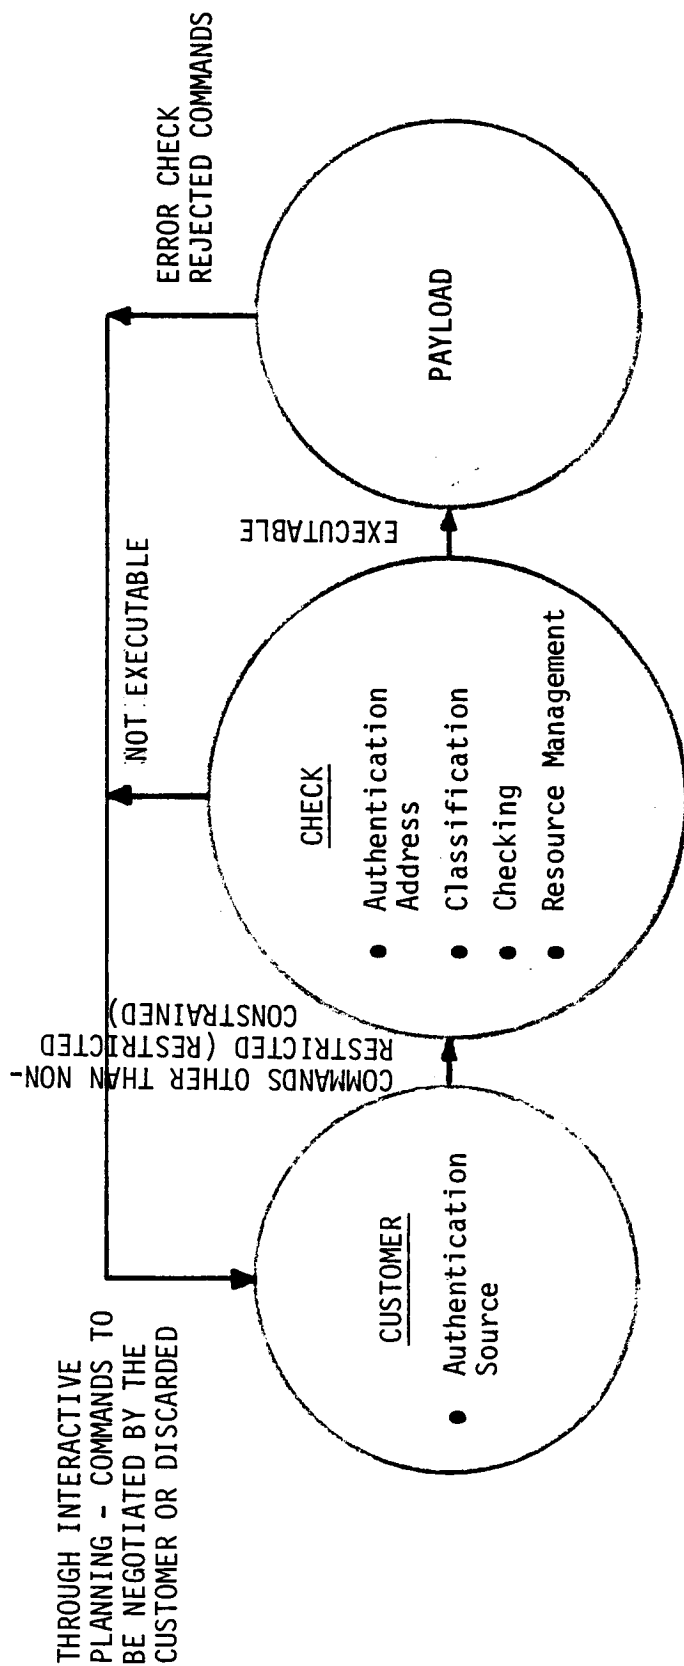 THROUGH INTERACTIVE
PLANNING - COMMANDS TO
BE NEGOTIATED BY THE
CUSTOMER OR DISCARDED
CUSTOMER
● Authentication
Source
COMMANDS OTHER THAN NON-
RESTRICTED (RESTRICTED
CONSTRAINED)
CHECK
● Authentication
Address
● Classification
● Checking
● Resource Management
NOT EXECUTABLE
EXECUTABLE
PAYLOAD
ERROR CHECK
REJECTED COMMANDS